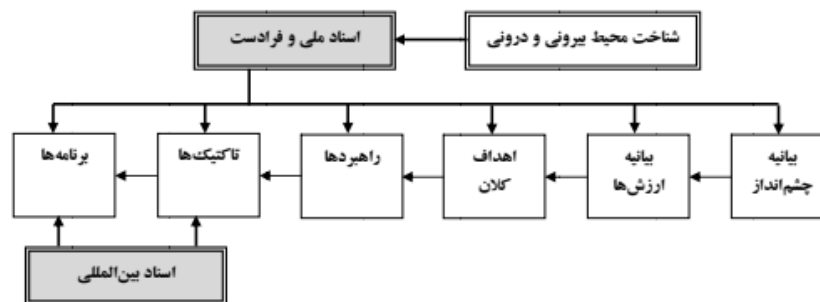 شناخت محیط بیرونی و درونی
اسناد ملی و فرادست
بیانیه
چشم‌انداز
بیانیه
ارزش‌ها
اهداف
کلان
راهبردها
تاکتیک‌ها
برنامه‌ها
اسناد بین‌المللی